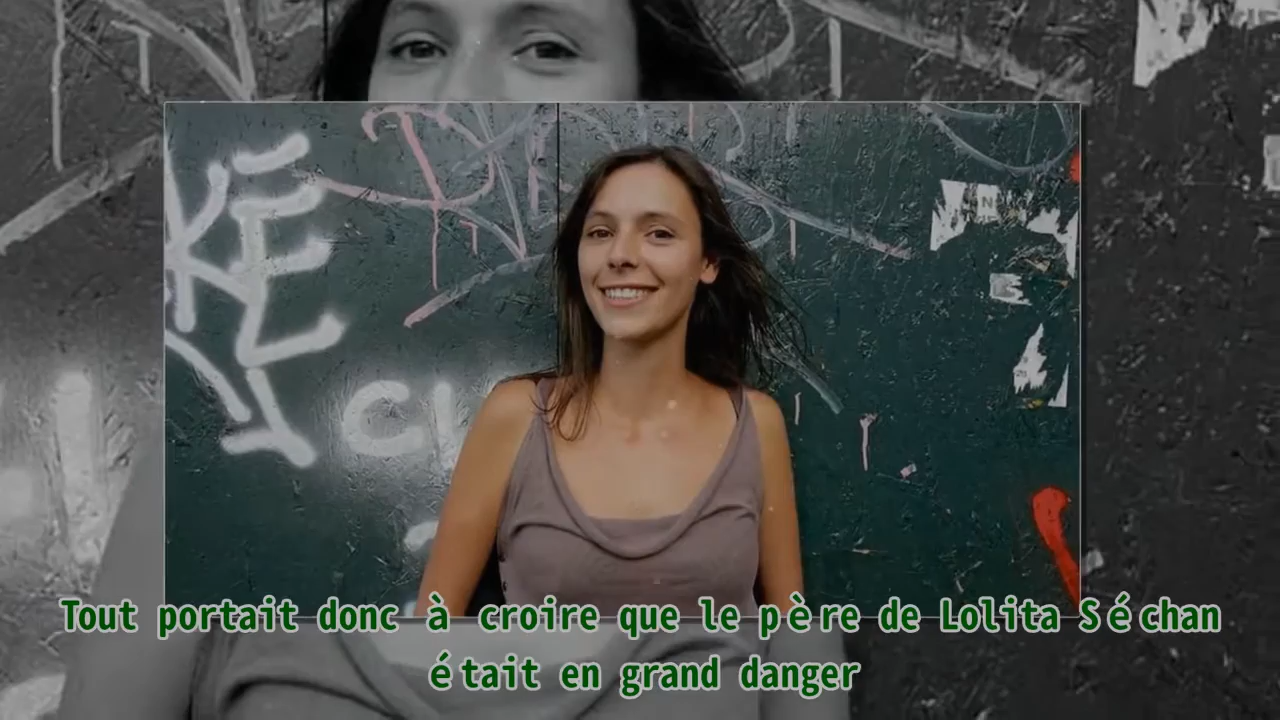 Tout portait donc à croire que le père de Lolita Séchan
était en grand danger